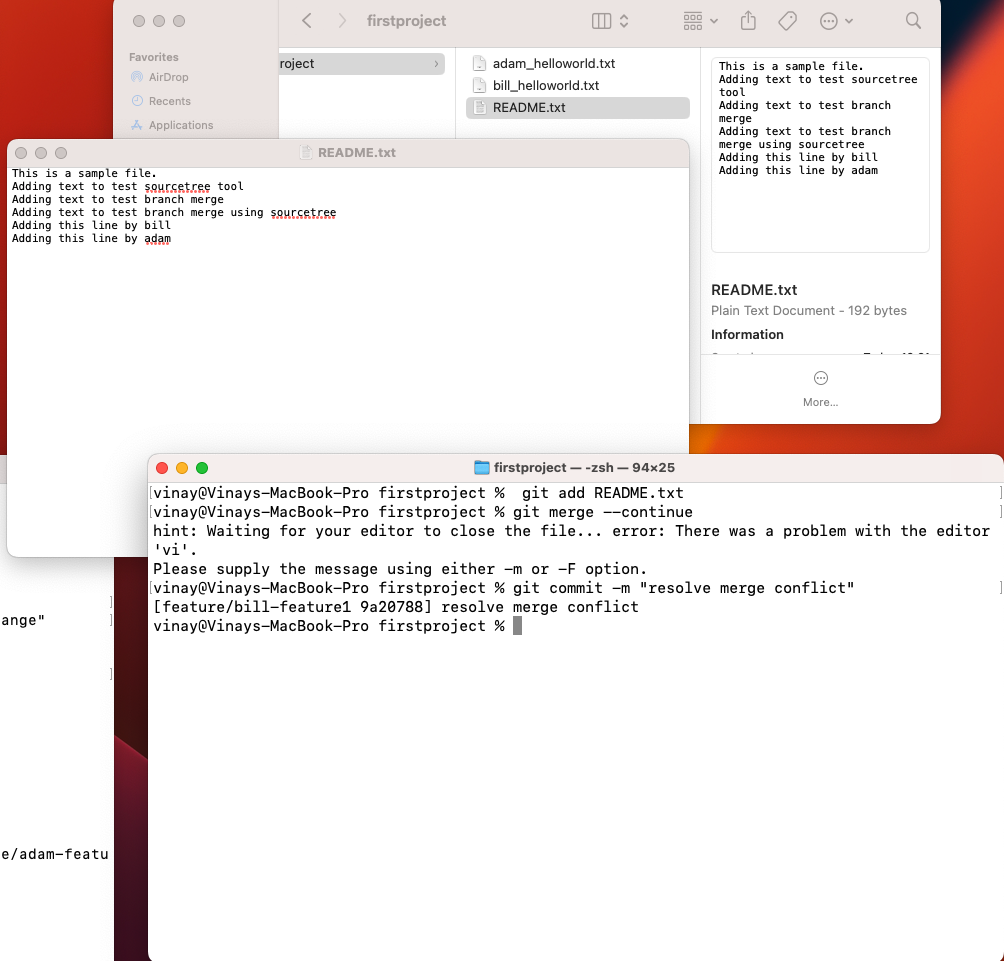 firstproject
Favorites
AirDrop
Recents
Applications
roject
adam_helloworld.txt
bill_helloworld.txt
README.txt
This is a sample file.
Adding text to test sourcetree
tool
Adding text to test branch
merge
Adding text to test branch
merge using sourcetree
Adding this line by bill
Adding this line by adam
README.txt
Plain Text Document - 192 bytes
Information
More...
README.txt
This is a sample file.
Adding text to test sourcetree tool
Adding text to test branch merge
Adding text to test branch merge using sourcetree
Adding this line by bill
Adding this line by adam
firstproject — -zsh — 94×25
[vinay@Vinays-MacBook-Pro firstproject %  git add README.txt ]
[vinay@Vinays-MacBook-Pro firstproject % git merge --continue ]
hint: Waiting for your editor to close the file... error: There was a problem with the editor
'vi'.
Please supply the message using either -m or -F option.
[vinay@Vinays-MacBook-Pro firstproject % git commit -m "resolve merge conflict" ]
[feature/bill-feature1 9a20788] resolve merge conflict
vinay@Vinays-MacBook-Pro firstproject %
]
ange" ]
]
e/adam-featu